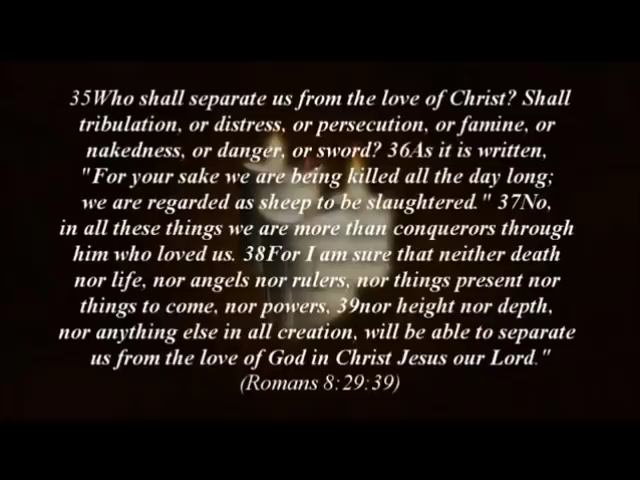 35Who shall separate us from the love of Christ? Shall
tribulation, or distress, or persecution, or famine, or
nakedness, or danger, or sword? 36As it is written,
"For your sake we are being killed all the day long;
we are regarded as sheep to be slaughtered." 37No,
in all these things we are more than conquerors through
him who loved us. 38For I am sure that neither death
nor life, nor angels nor rulers, nor things present nor
things to come, nor powers, 39nor height nor depth,
nor anything else in all creation, will be able to separate
us from the love of God in Christ Jesus our Lord."
(Romans 8:29:39)